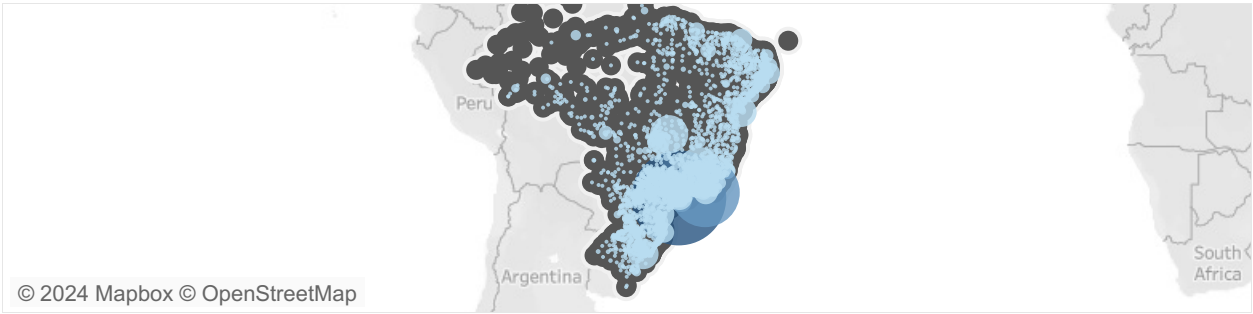 Peru
Argentina
South
Africa
© 2024 Mapbox © OpenStreetMap